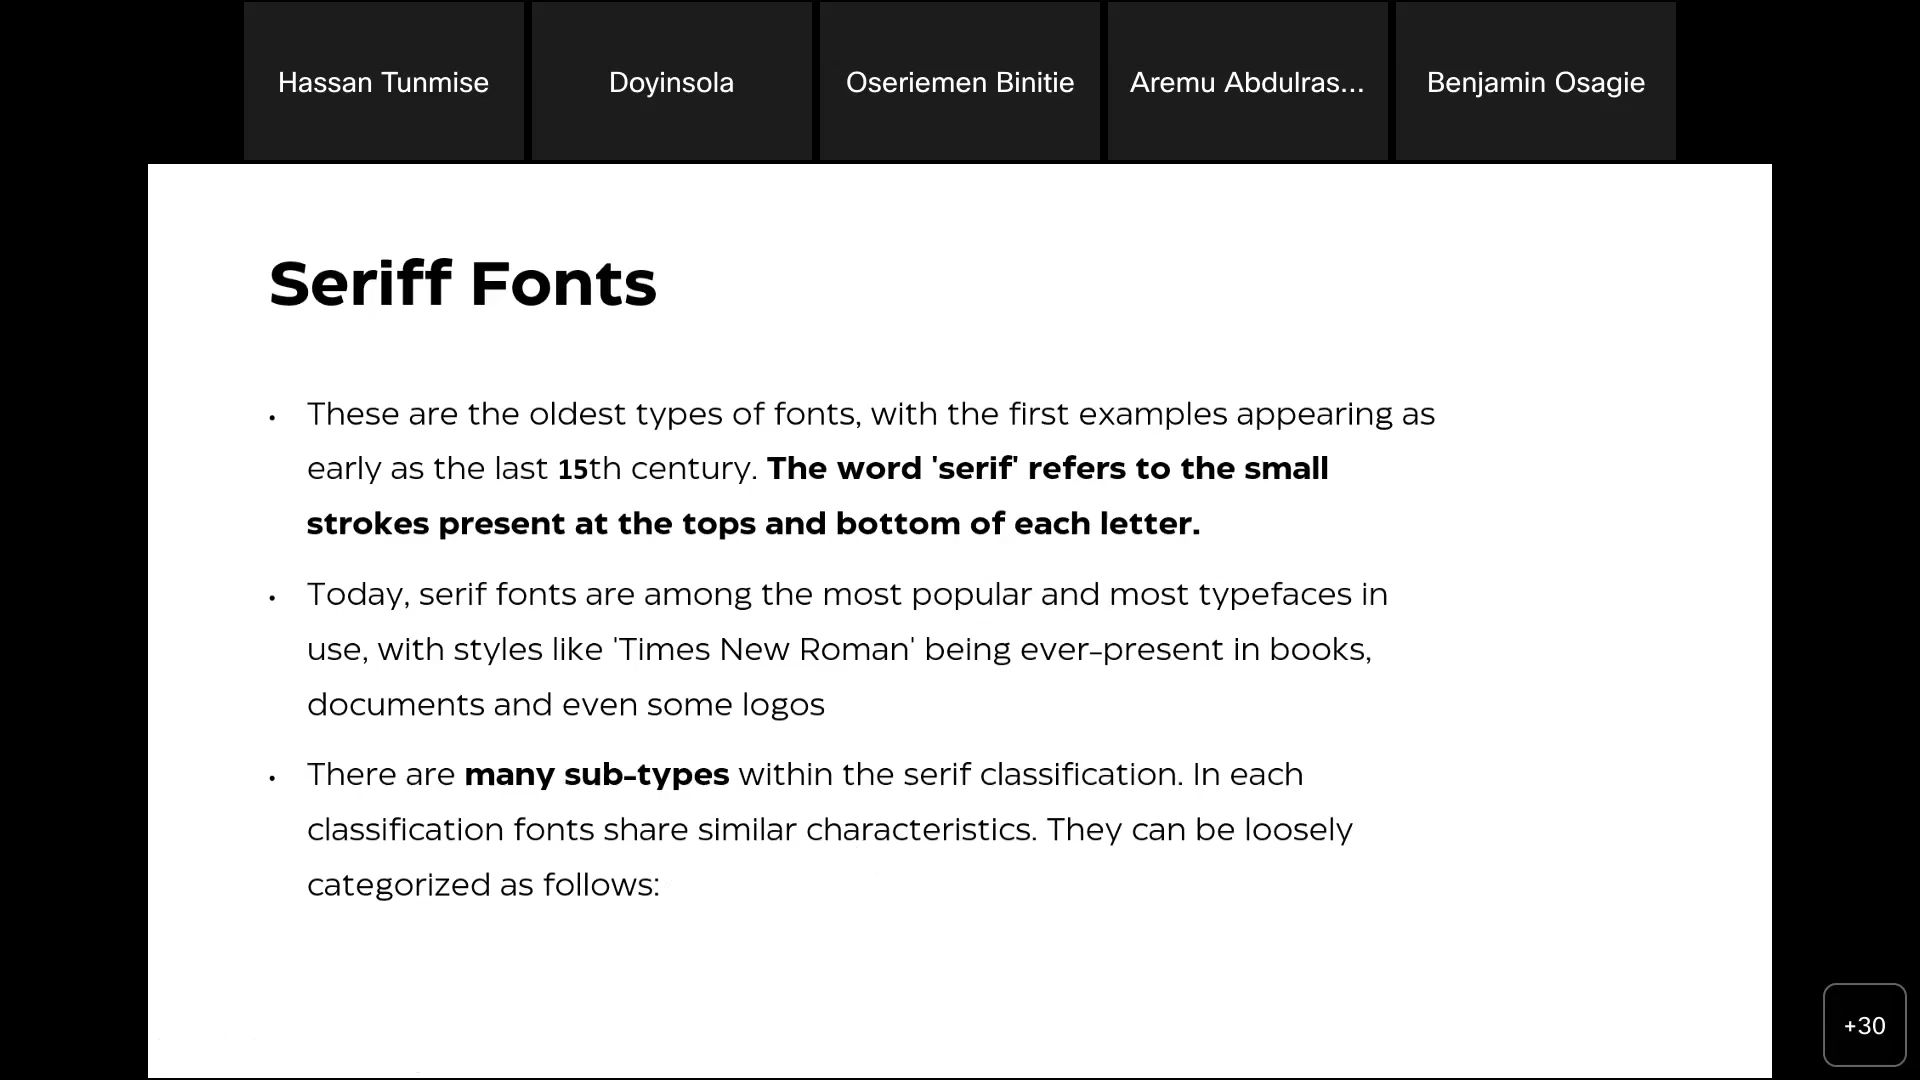 Hassan Tunmise
Doyinsola
Oseriemen Binitie
Aremu Abdulras...
Benjamin Osagie
Seriff Fonts
• These are the oldest types of fonts, with the first examples appearing as
early as the last 15th century. The word 'serif' refers to the small
strokes present at the tops and bottom of each letter.
• Today, serif fonts are among the most popular and most typefaces in
use, with styles like 'Times New Roman' being ever-present in books,
documents and even some logos
• There are many sub-types within the serif classification. In each
classification fonts share similar characteristics. They can be loosely
categorized as follows:
+30